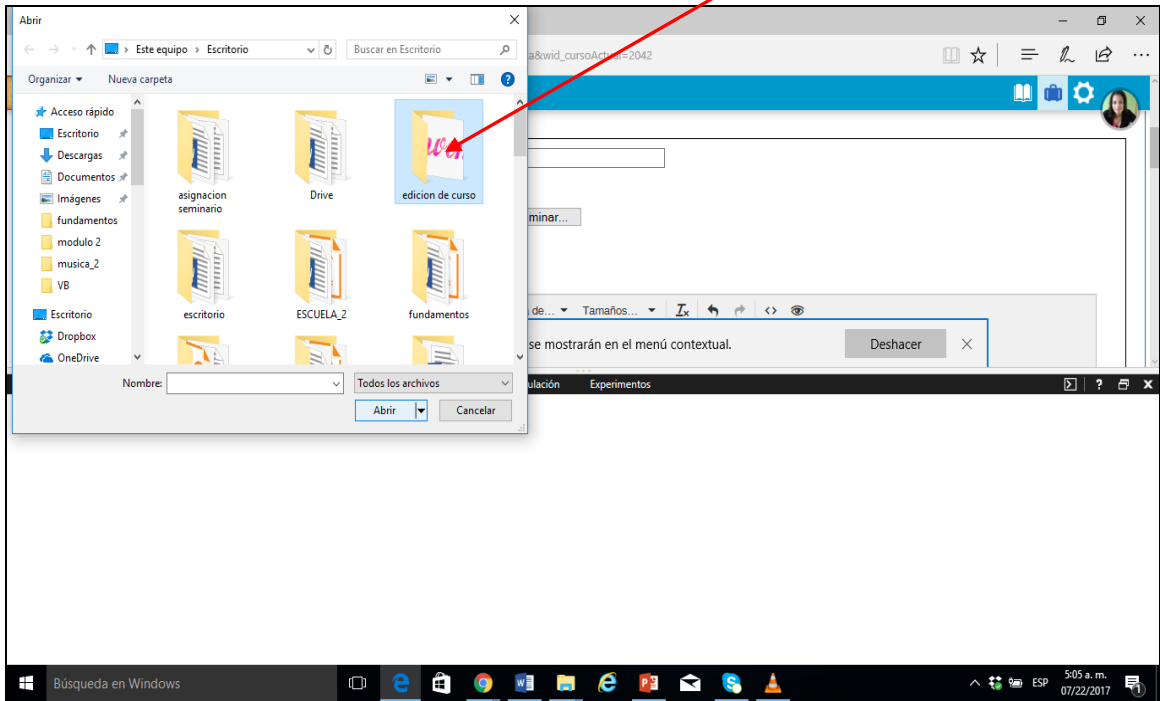 Abrir
Este equipo > Escritorio
Buscar en Escritorio
a&wid_cursoActual=2042
Organizar
Nueva carpeta
Acceso rápido
Escritorio
Descargas
Documentos
Imágenes
fundamentos
modulo 2
musica_2
VB
Escritorio
Dropbox
OneDrive
asignacion
seminario
Drive
edicion de curso
escritorio
ESCUELA_2
fundamentos
minar...
de...
Tamaños...
se mostrarán en el menú contextual.
Deshacer
Nombre:
Todos los archivos
Abrir
Cancelar
ulación
Experimentos
Búsqueda en Windows
ESP
5:05 a. m.
07/22/2017